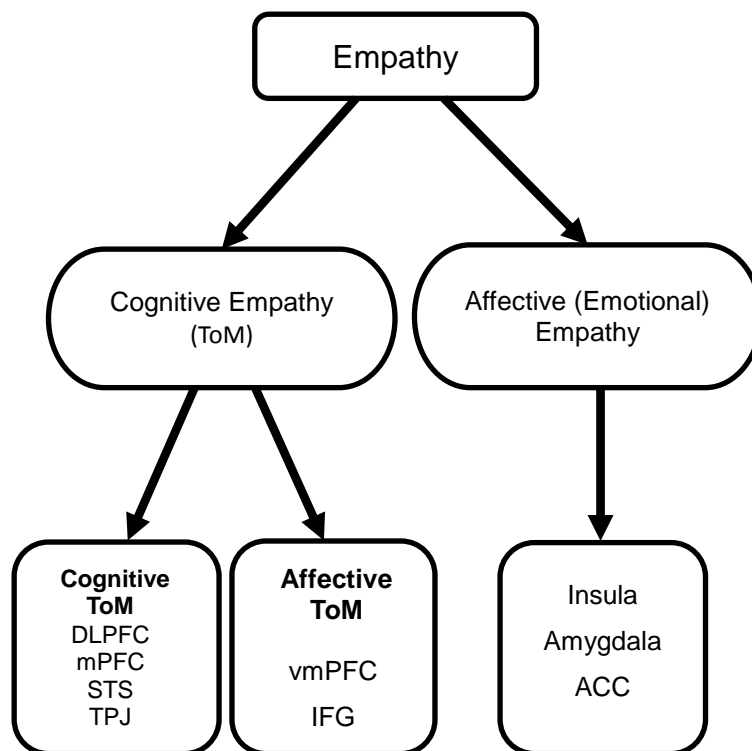 Empathy
Cognitive Empathy
(ToM)
Affective (Emotional)
Empathy
Cognitive
ToM
DLPFC
mPFC
STS
TPJ
Affective
ToM
vmPFC
IFG
Insula
Amygdala
ACC